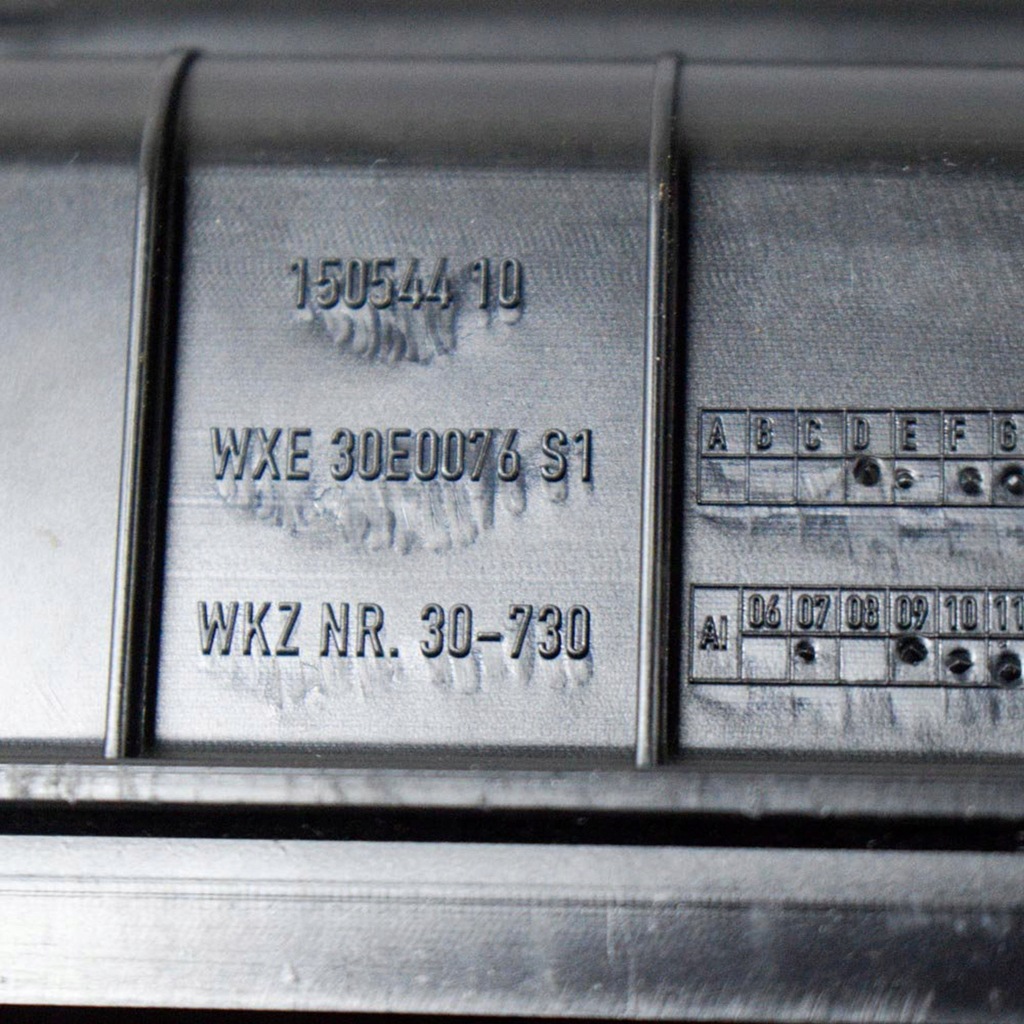 150544 10
WXE 30E0076 S1
WKZ NR. 30-730
A B C D E F G
AI 06 07 08 09 10 11